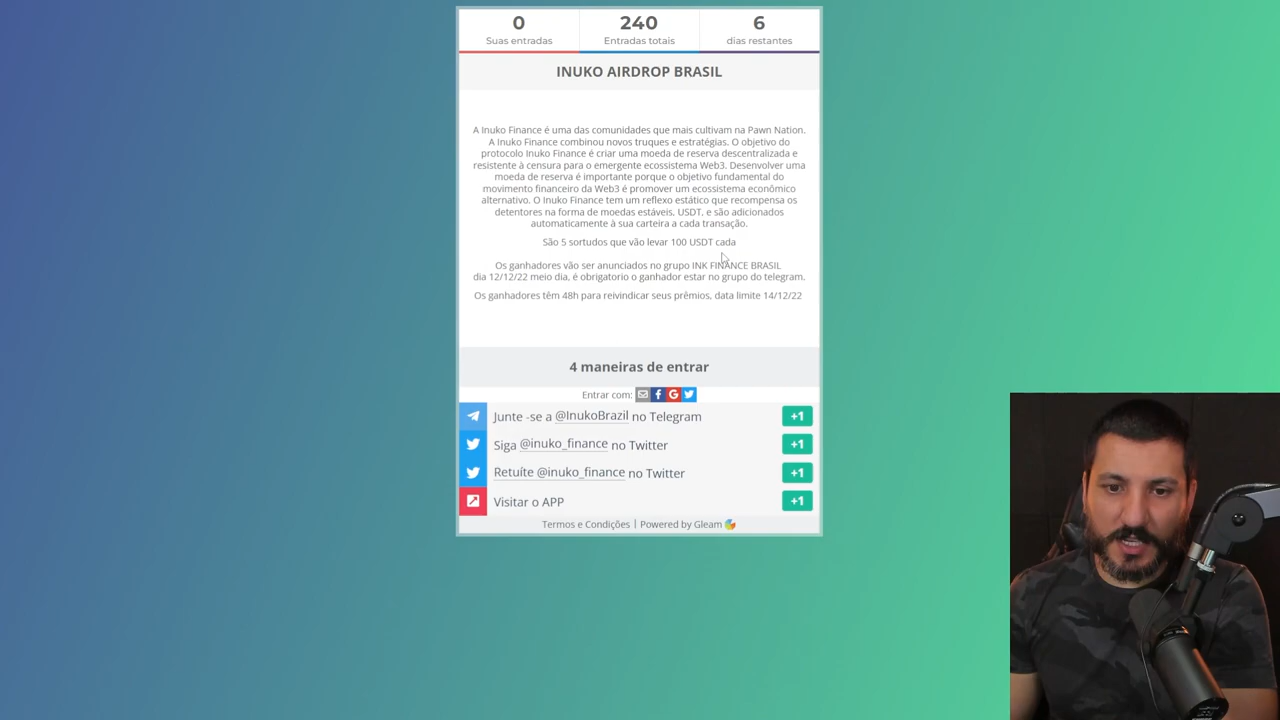 0 240 6
Suas entradas Entradas totais dias restantes
INUKO AIRDROP BRASIL
A Inuko Finance é uma das comunidades que mais cultivam na Pawn Nation.
A Inuko Finance combinou novos truques e estratégias. O objetivo do
protocolo Inuko Finance é criar uma moeda de reserva descentralizada e
resistente à censura para o emergente ecossistema Web3. Desenvolver uma
moeda de reserva é importante porque o objetivo fundamental do
movimento financeiro da Web3 é promover um ecossistema econômico
alternativo. O Inuko Finance tem um reflexo estático que recompensa os
detentores na forma de moedas estáveis, USDT, e são adicionados
automaticamente à sua carteira a cada transação.
São 5 sortudos que vão levar 100 USDT cada
Os ganhadores vão ser anunciados no grupo INK FINANCE BRASIL
dia 12/12/22 meio dia, é obrigatorio o ganhador estar no grupo do telegram.
Os ganhadores têm 48h para reivindicar seus prêmios, data limite 14/12/22
4 maneiras de entrar
Entrar com:
Junte -se a @InukoBrazil no Telegram +1
Siga @inuko_finance no Twitter +1
Retuíte @inuko_finance no Twitter +1
Visitar o APP +1
Termos e Condições | Powered by Gleam